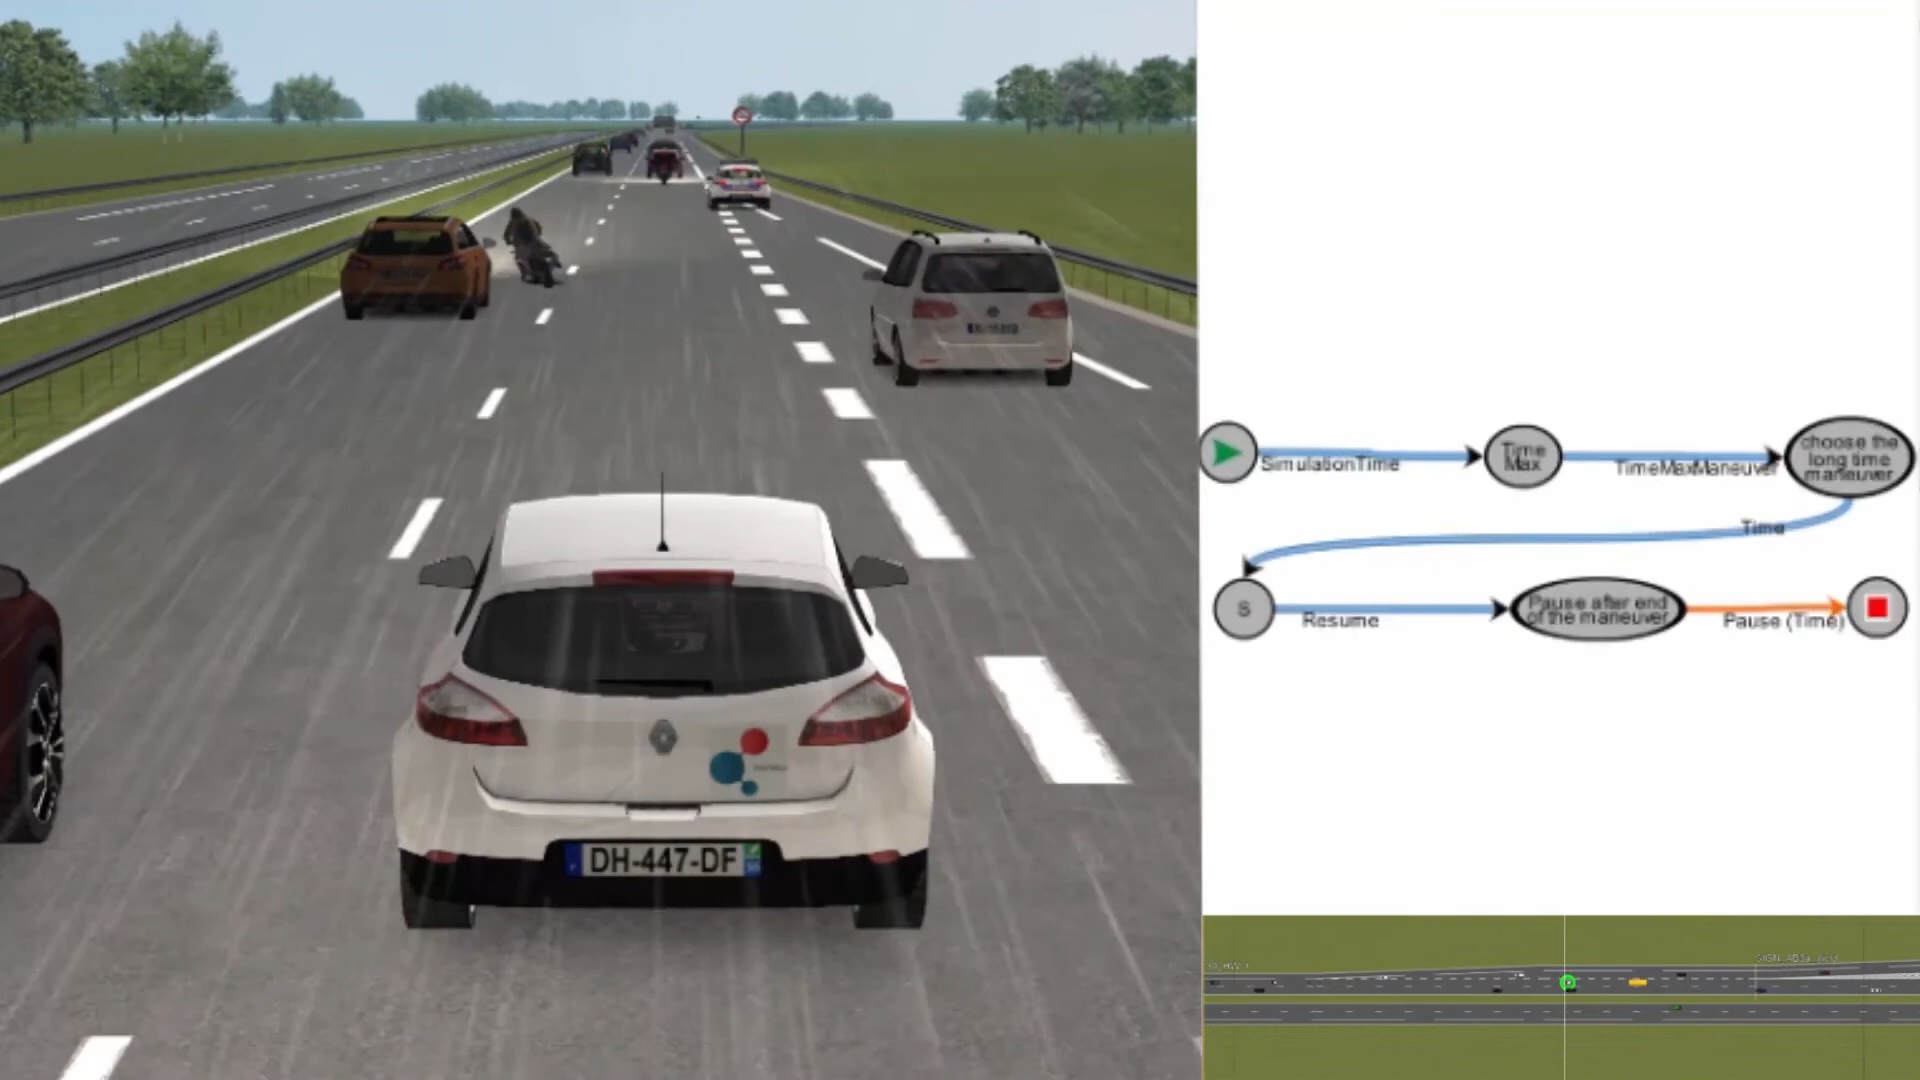 SimulationTime
Time
Max
TimeMaxManeuver
choose the
long time
maneuver
Time
S
Resume
Pause after end
of the maneuver
Pause (Time)
DH-447-DF